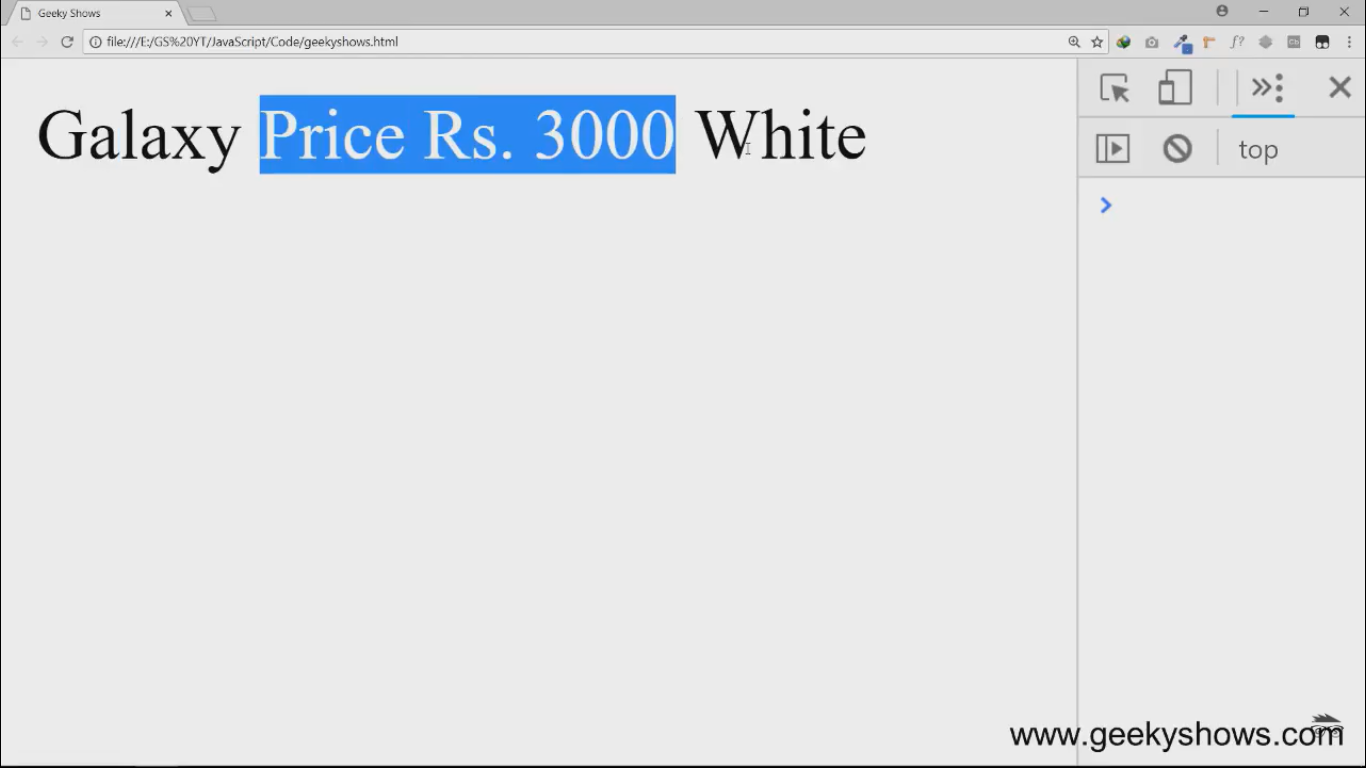 Geeky Shows
file:///E:/GS%20YT/JavaScript/Code/geekyshows.html
Galaxy Price Rs. 3000 White
top
www.geekyshows.com